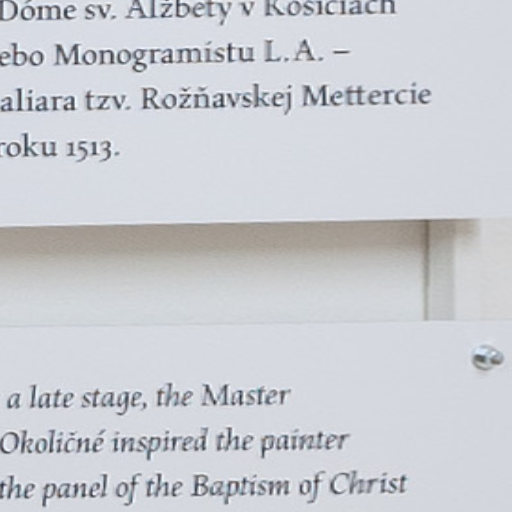 Dóme sv. Alžbety v Košiciach
ebo Monogramistu L.A. –
aliara tzv. Rožňavskej Mettercie
roku 1513.
a late stage, the Master
Okoličné inspired the painter
the panel of the Baptism of Christ